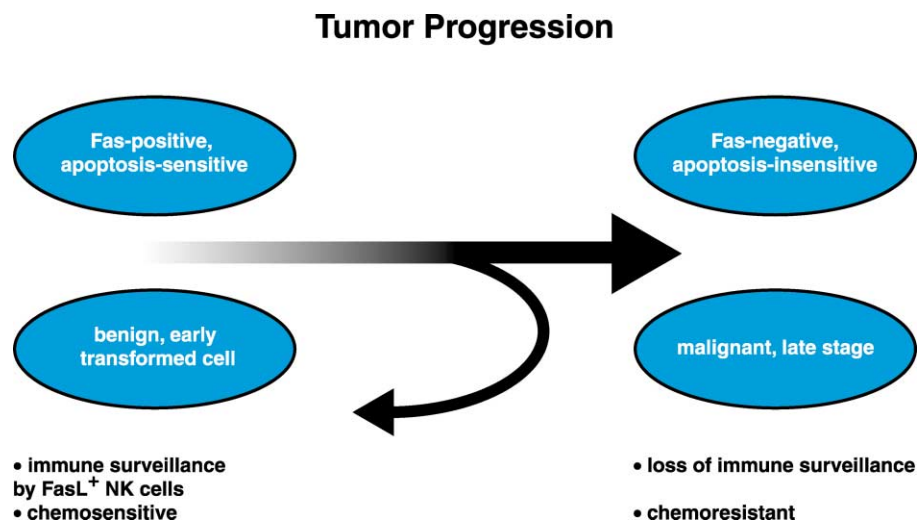 Tumor Progression
Fas-positive,
apoptosis-sensitive
Fas-negative,
apoptosis-insensitive
benign, early
transformed cell
malignant, late stage
• immune surveillance
by FasL+ NK cells
• chemosensitive
• loss of immune surveillance
• chemoresistant